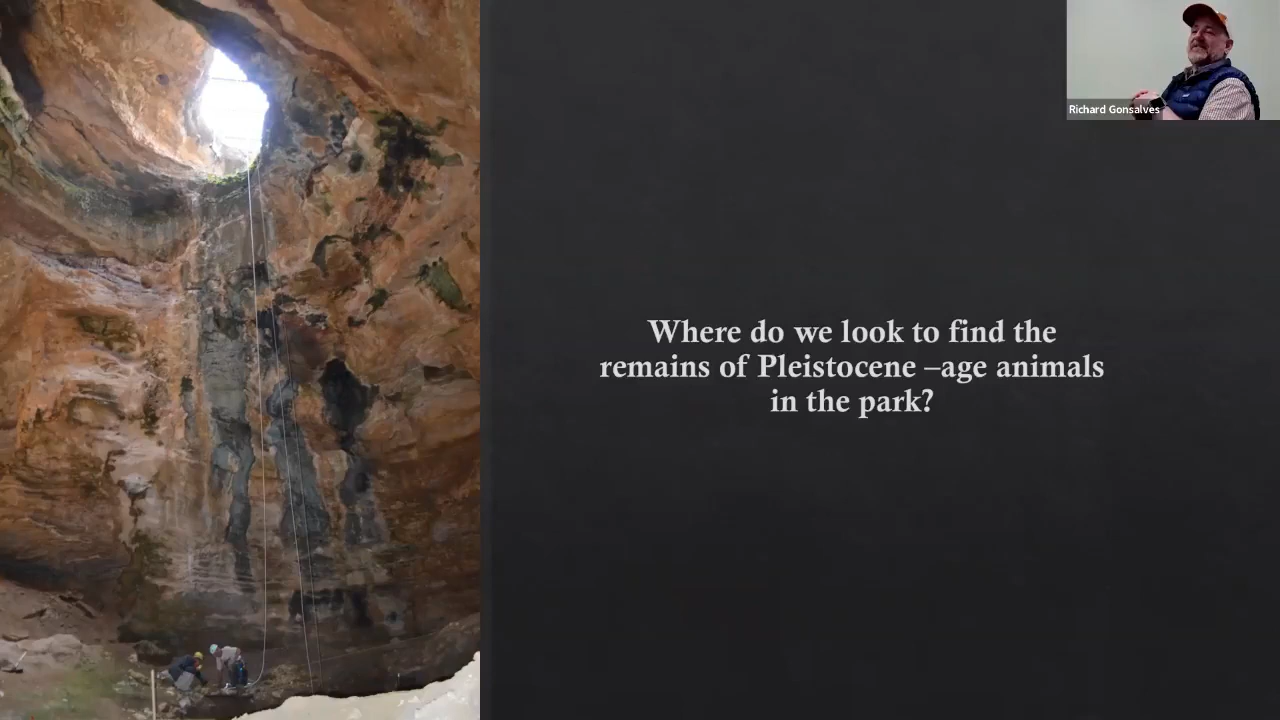 Richard Gonsalves
Where do we look to find the
remains of Pleistocene –age animals
in the park?